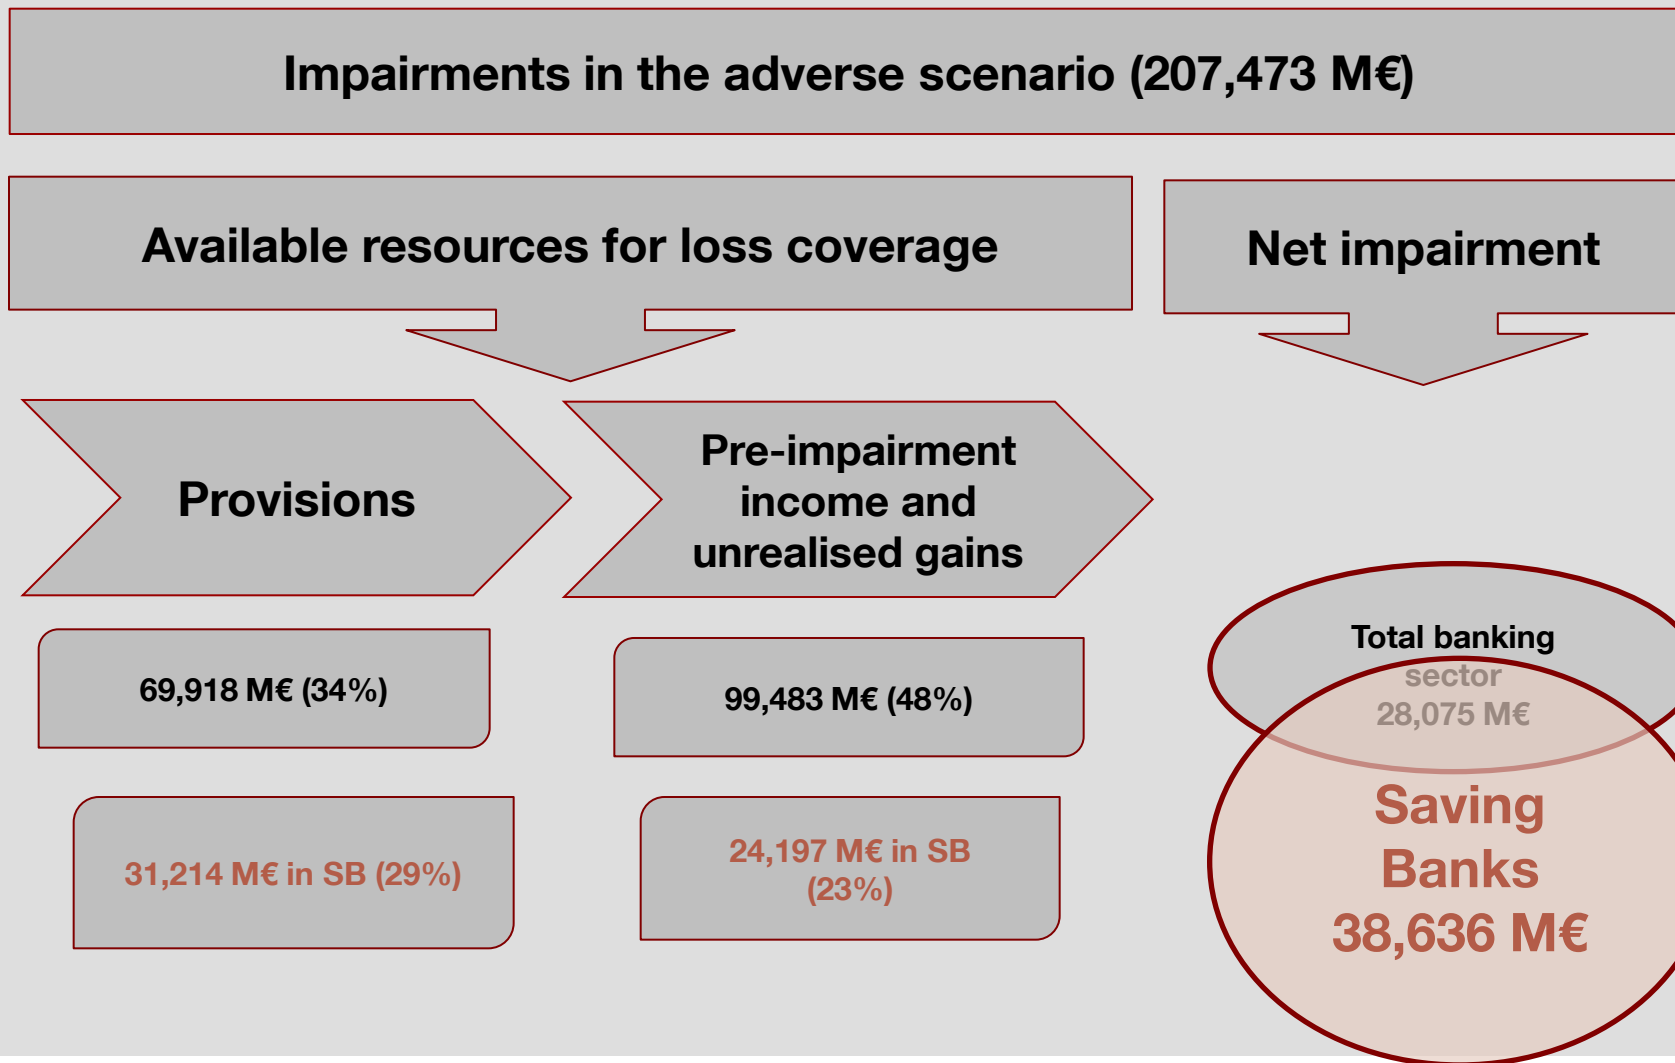 Impairments in the adverse scenario (207,473 M€)
Available resources for loss coverage
Net impairment
Provisions
Pre-impairment
income and
unrealised gains
69,918 M€ (34%)
99,483 M€ (48%)
Total banking
sector
28,075 M€
31,214 M€ in SB (29%)
24,197 M€ in SB
(23%)
Saving
Banks
38,636 M€